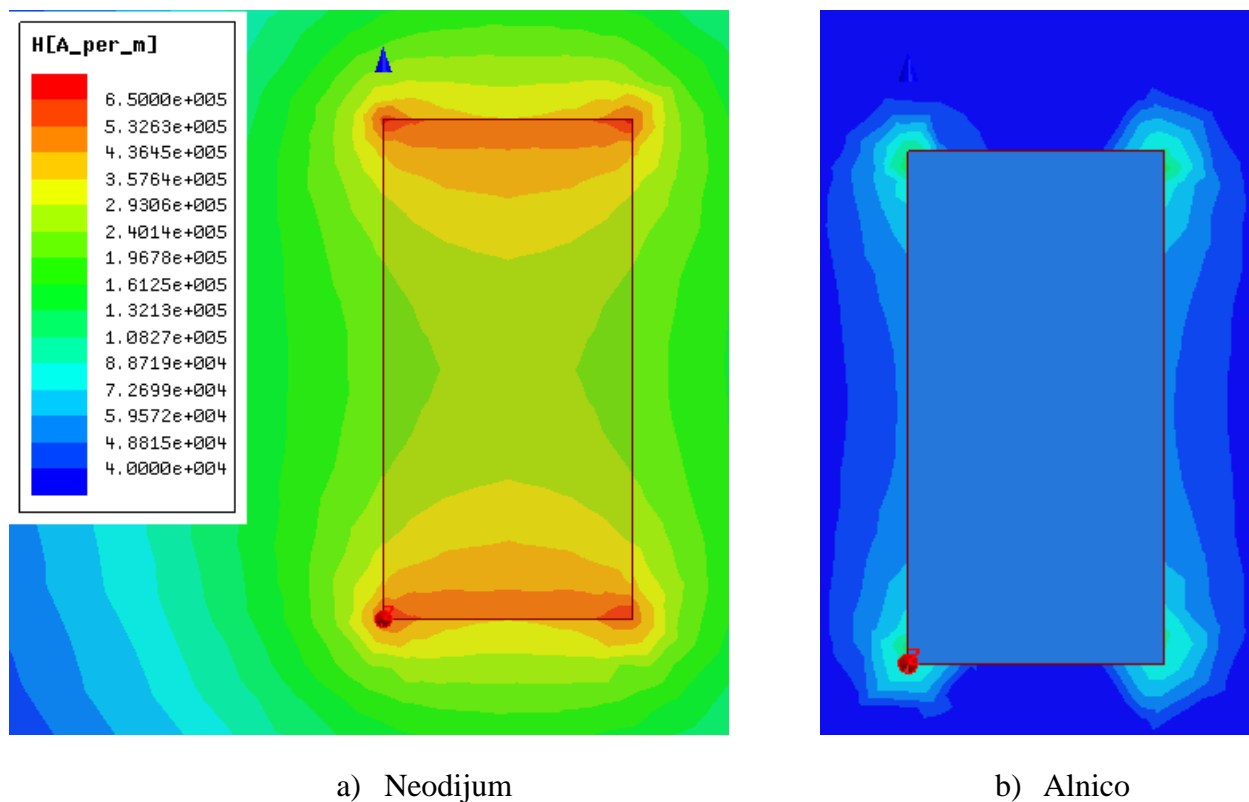 H[A_per_m]
6.5000e+005
5.3263e+005
4.3645e+005
3.5764e+005
2.9306e+005
2.4014e+005
1.9678e+005
1.6125e+005
1.3213e+005
1.0827e+005
8.8719e+004
7.2699e+004
5.9572e+004
4.8815e+004
4.0000e+004
a) Neodijum
b) Alnico